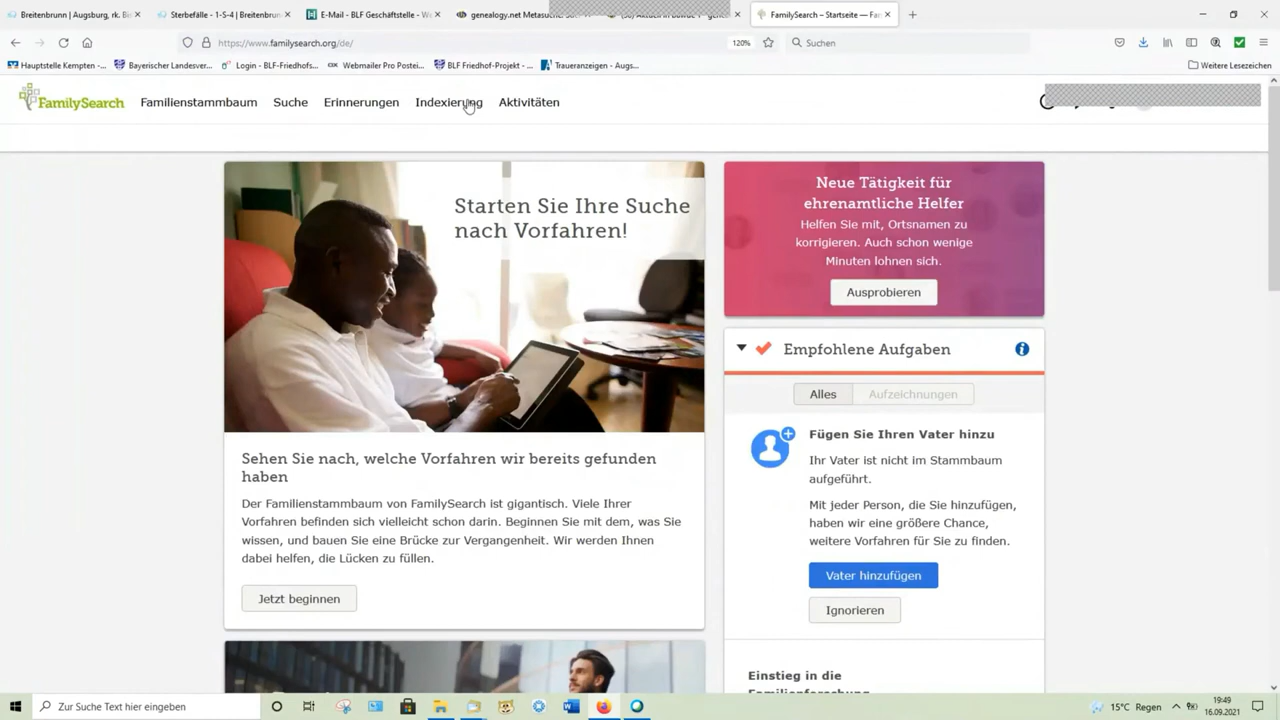 Breitenbrunn | Augsburg, rk. Bis
Sterbefälle - 1-S-4 | Breitenbrun
E-Mail - BLF Geschäftstelle - W
genealogy.net Metasuche:
FamilySearch – Startseite — Fa
https://www.familysearch.org/de/
120%
Suchen
Hauptstelle Kempten -...
Bayerischer Landesver...
Login - BLF-Friedhofs...
Webmailer Pro Postei...
BLF Friedhof-Projekt - ...
Traueranzeigen - Augs...
Weitere Lesezeichen
FamilySearch
Familienstammbaum
Suche
Erinnerungen
Indexierung
Aktivitäten
Starten Sie Ihre Suche
nach Vorfahren!
Sehen Sie nach, welche Vorfahren wir bereits gefunden
haben
Der Familienstammbaum von FamilySearch ist gigantisch. Viele Ihrer
Vorfahren befinden sich vielleicht schon darin. Beginnen Sie mit dem, was Sie
wissen, und bauen Sie eine Brücke zur Vergangenheit. Wir werden Ihnen
dabei helfen, die Lücken zu füllen.
Jetzt beginnen
Neue Tätigkeit für
ehrenamtliche Helfer
Helfen Sie mit, Ortsnamen zu
korrigieren. Auch schon wenige
Minuten lohnen sich.
Ausprobieren
Empfohlene Aufgaben
Alles
Aufzeichnungen
Fügen Sie Ihren Vater hinzu
Ihr Vater ist nicht im Stammbaum
aufgeführt.
Mit jeder Person, die Sie hinzufügen,
haben wir eine größere Chance,
weitere Vorfahren für Sie zu finden.
Vater hinzufügen
Ignorieren
Einstieg in die
Familienforschung
Zur Suche Text hier eingeben
15°C Regen
19:49
16.09.2021